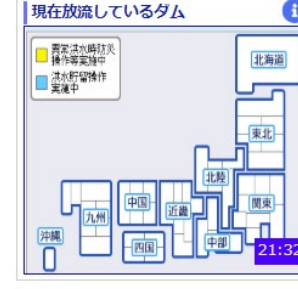 現在放流しているダム
i
異常洪水時防災
操作等実施中
洪水貯留操作
実施中
北海道
東北
北陸
関東
中国
近畿
九州
中部
四国
沖縄
21:32